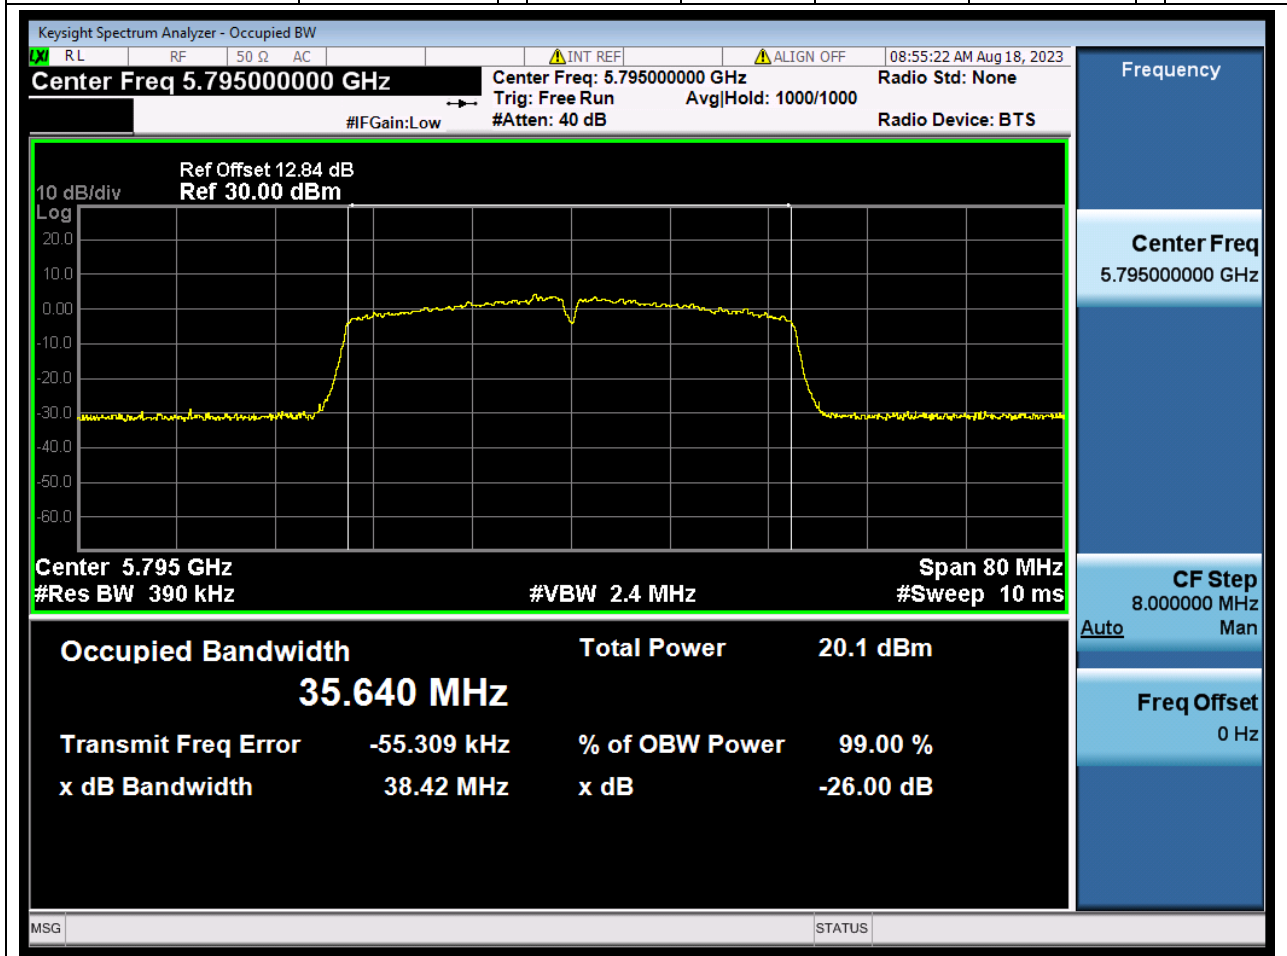 Keysight Spectrum Analyzer - Occupied BW
LXI RL RF 50 Ω AC INT REF ALIGN OFF 08:55:22 AM Aug 18, 2023
Center Freq 5.795000000 GHz
Center Freq: 5.795000000 GHz
Radio Std: None
Trig: Free Run Avg|Hold: 1000/1000
#IFGain:Low
#Atten: 40 dB
Radio Device: BTS
Ref Offset 12.84 dB
10 dB/div Ref 30.00 dBm
Log
20.0
10.0
0.00
-10.0
-20.0
-30.0
-40.0
-50.0
-60.0
Center 5.795 GHz Span 80 MHz
#Res BW 390 kHz #VBW 2.4 MHz #Sweep 10 ms
Occupied Bandwidth Total Power 20.1 dBm
35.640 MHz
Transmit Freq Error -55.309 kHz % of OBW Power 99.00 %
x dB Bandwidth 38.42 MHz x dB -26.00 dB
MSG STATUS
Frequency
Center Freq
5.795000000 GHz
CF Step
8.000000 MHz
Auto Man
Freq Offset
0 Hz